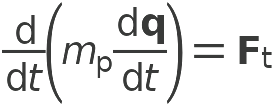 d/dt (m_p d𝐪/dt) = 𝐅_t